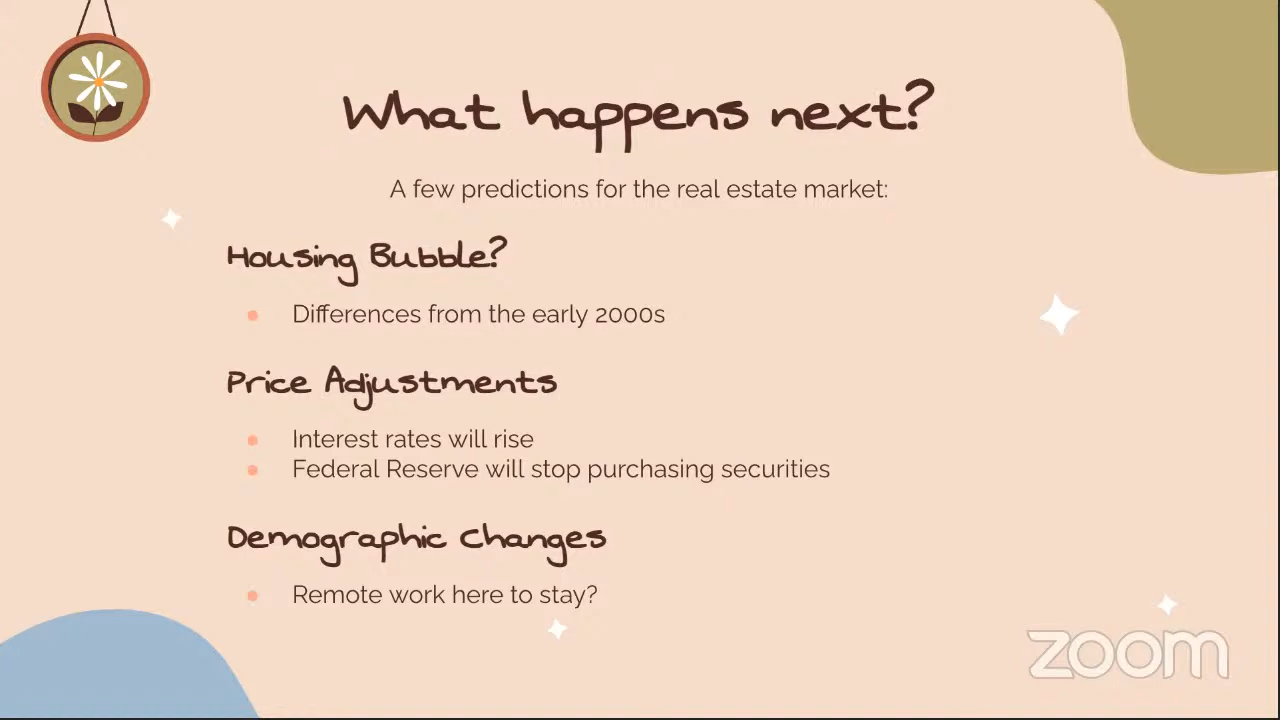 What happens next?
A few predictions for the real estate market:
Housing Bubble?
Differences from the early 2000s
Price Adjustments
Interest rates will rise
Federal Reserve will stop purchasing securities
Demographic Changes
Remote work here to stay?
zoom